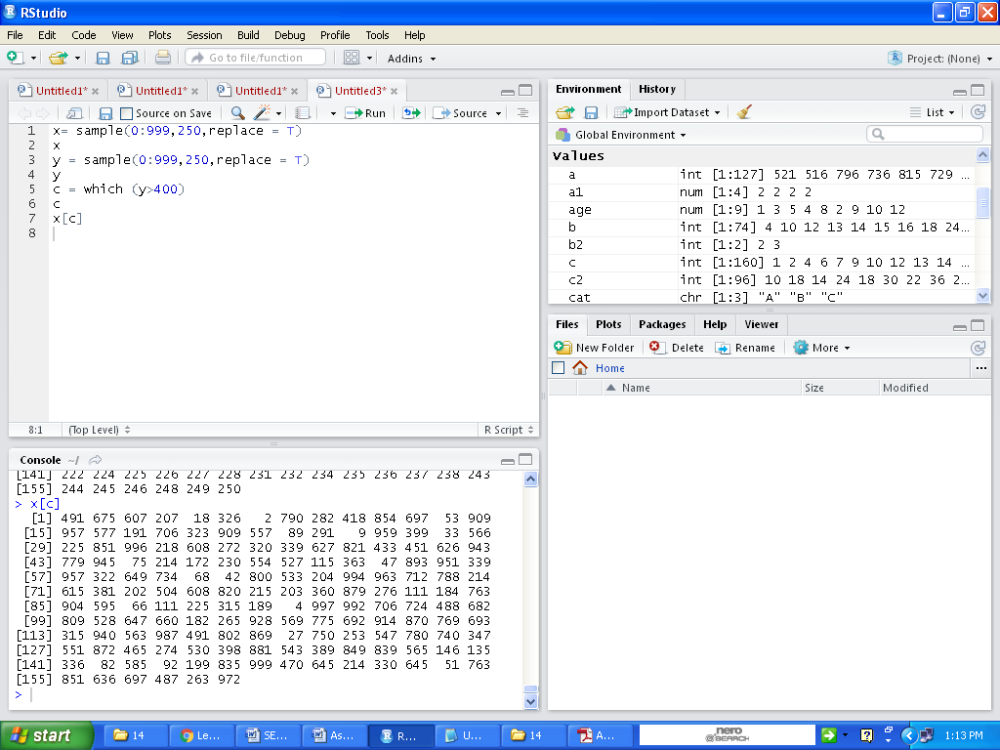 RStudio
File Edit Code View Plots Session Build Debug Profile Tools Help
Go to file/function Addins Project: (None)
Untitled1* Untitled1* Untitled1* Untitled3*
Source on Save Run Source
1 x= sample(0:999,250,replace = T)
2 x
3 y = sample(0:999,250,replace = T)
4 y
5 c = which (y>400)
6 c
7 x[c]
8
8:1 (Top Level) R Script
Console ~/
[141] 222 224 225 226 227 228 231 232 234 235 236 237 238 243
[155] 244 245 246 248 249 250
> x[c]
[1] 491 675 607 207 18 326 2 790 282 418 854 697 53 909
[15] 957 577 191 706 323 909 557 89 291 9 959 399 33 566
[29] 225 851 996 218 608 272 320 339 627 821 433 451 626 943
[43] 779 945 75 214 172 230 554 527 115 363 47 893 951 339
[57] 957 322 649 734 68 42 800 533 204 994 963 712 788 214
[71] 615 381 202 504 608 820 215 203 360 879 276 111 184 763
[85] 904 595 66 111 225 315 189 4 997 992 706 724 488 682
[99] 809 528 647 660 182 265 928 569 775 692 914 870 769 693
[113] 315 940 563 987 491 802 869 27 750 253 547 780 740 347
[127] 551 872 465 274 530 398 881 543 389 849 839 565 146 135
[141] 336 82 585 92 199 835 999 470 645 214 330 645 51 763
[155] 851 636 697 487 263 972
>
Environment History
Import Dataset List
Global Environment
Values
a int [1:127] 521 516 796 736 815 729 …
a1 num [1:4] 2 2 2 2
age num [1:9] 1 3 5 4 8 2 9 10 12
b int [1:74] 4 10 12 13 14 15 16 18 24…
b2 int [1:2] 2 3
c int [1:160] 1 2 4 6 7 9 10 12 13 14 …
c2 int [1:96] 10 18 14 24 18 30 22 36 2…
cat chr [1:3] "A" "B" "C"
Files Plots Packages Help Viewer
New Folder Delete Rename More
Home ...
Name Size Modified
start 14 Le... SE... As... R... U... 14 A... nero SEARCH 1:13 PM